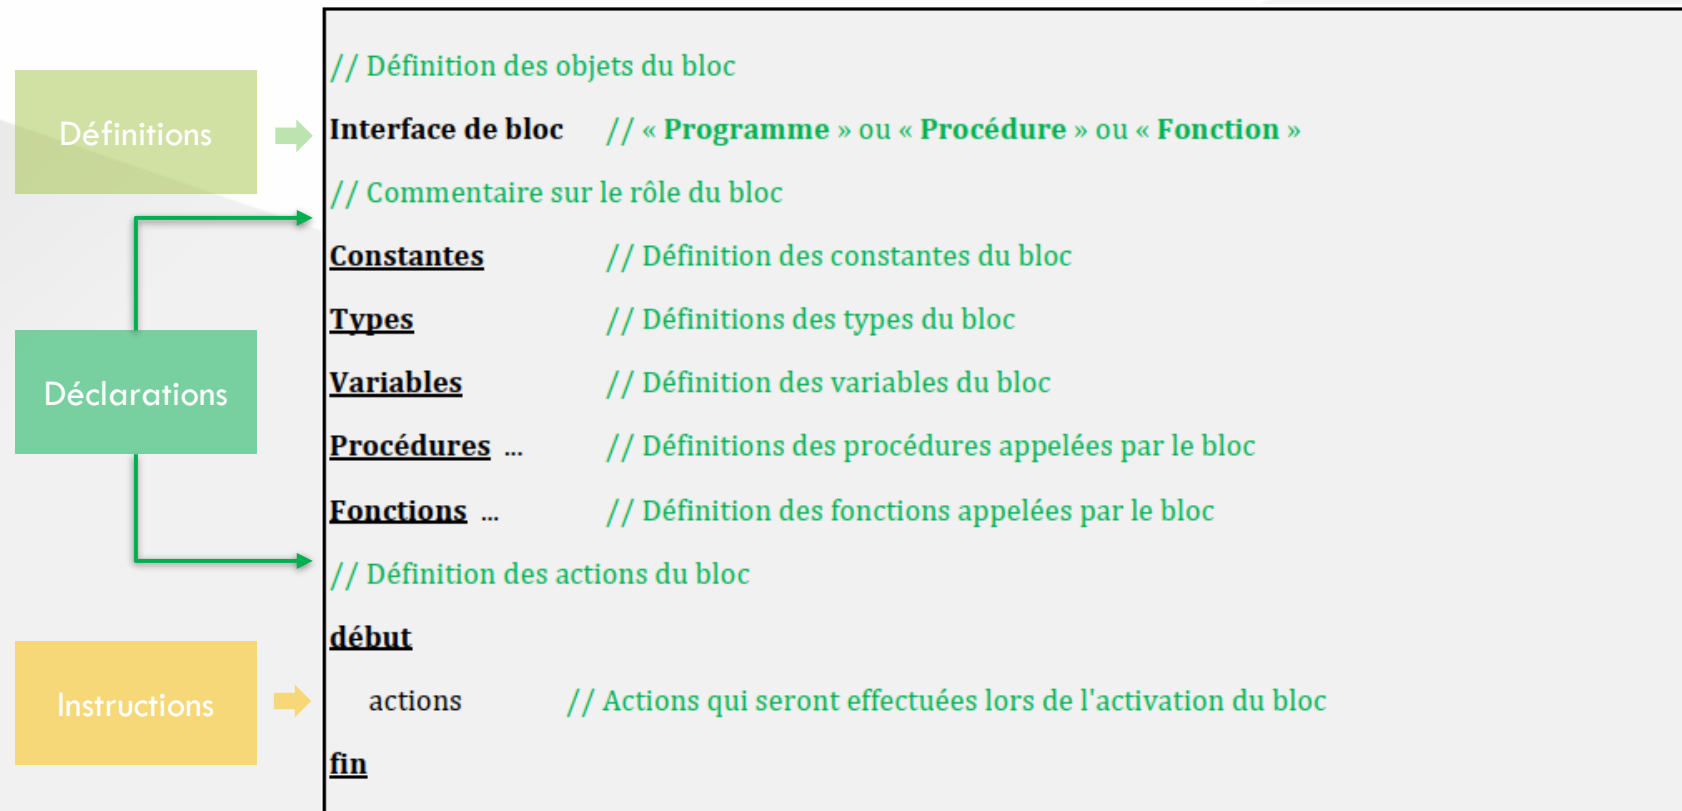 // Définition des objets du bloc
Définitions
Interface de bloc // « Programme » ou « Procédure » ou « Fonction »
// Commentaire sur le rôle du bloc
Constantes // Définition des constantes du bloc
Types // Définitions des types du bloc
Déclarations
Variables // Définition des variables du bloc
Procédures ... // Définitions des procédures appelées par le bloc
Fonctions ... // Définition des fonctions appelées par le bloc
// Définition des actions du bloc
début
Instructions
actions // Actions qui seront effectuées lors de l'activation du bloc
fin